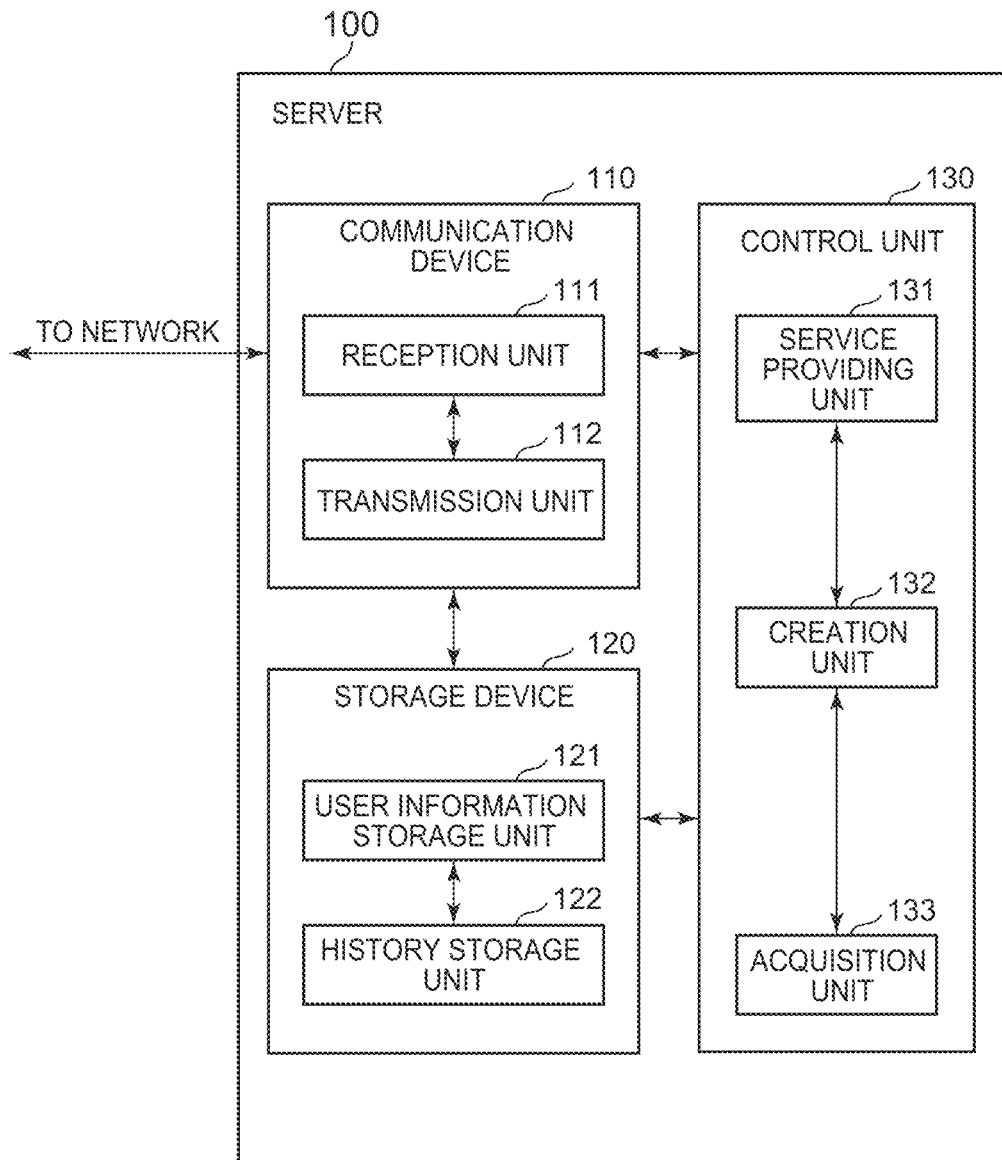 100
SERVER
110
COMMUNICATION
DEVICE
111
RECEPTION UNIT
112
TRANSMISSION UNIT
TO NETWORK
120
STORAGE DEVICE
121
USER INFORMATION
STORAGE UNIT
122
HISTORY STORAGE
UNIT
130
CONTROL UNIT
131
SERVICE
PROVIDING
UNIT
132
CREATION
UNIT
133
ACQUISITION
UNIT